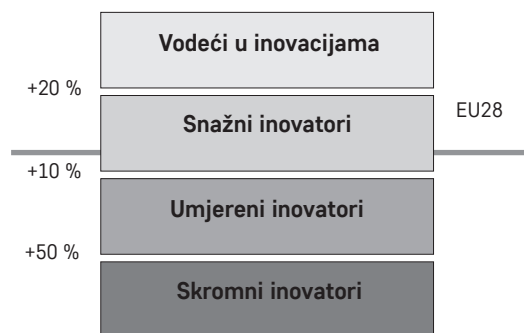 Vodeći u inovacijama
+20 %
Snažni inovatori
EU28
+10 %
Umjereni inovatori
+50 %
Skromni inovatori